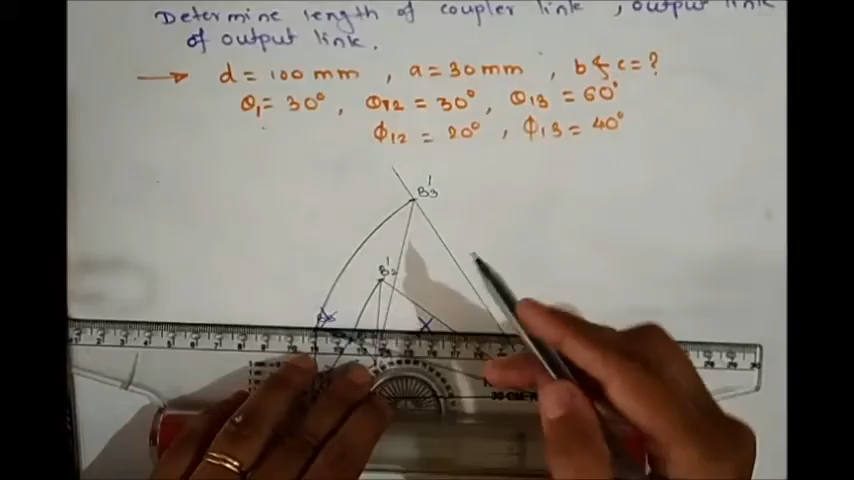 Determine length of coupler link , output link
of output link.
→ d = 100 mm , a = 30 mm , b & c = ?
θ1 = 30° , θ12 = 30° , θ13 = 60°
φ12 = 20° , φ13 = 40°
B3'
B2'